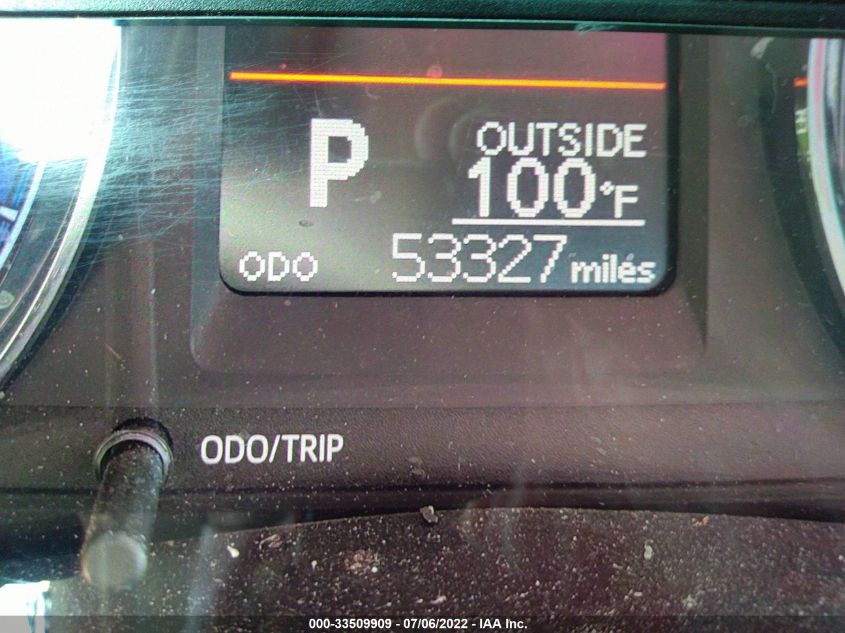 P
OUTSIDE
100°F
ODO 53327 miles
ODO/TRIP
000-33509909 - 07/06/2022 - IAA Inc.